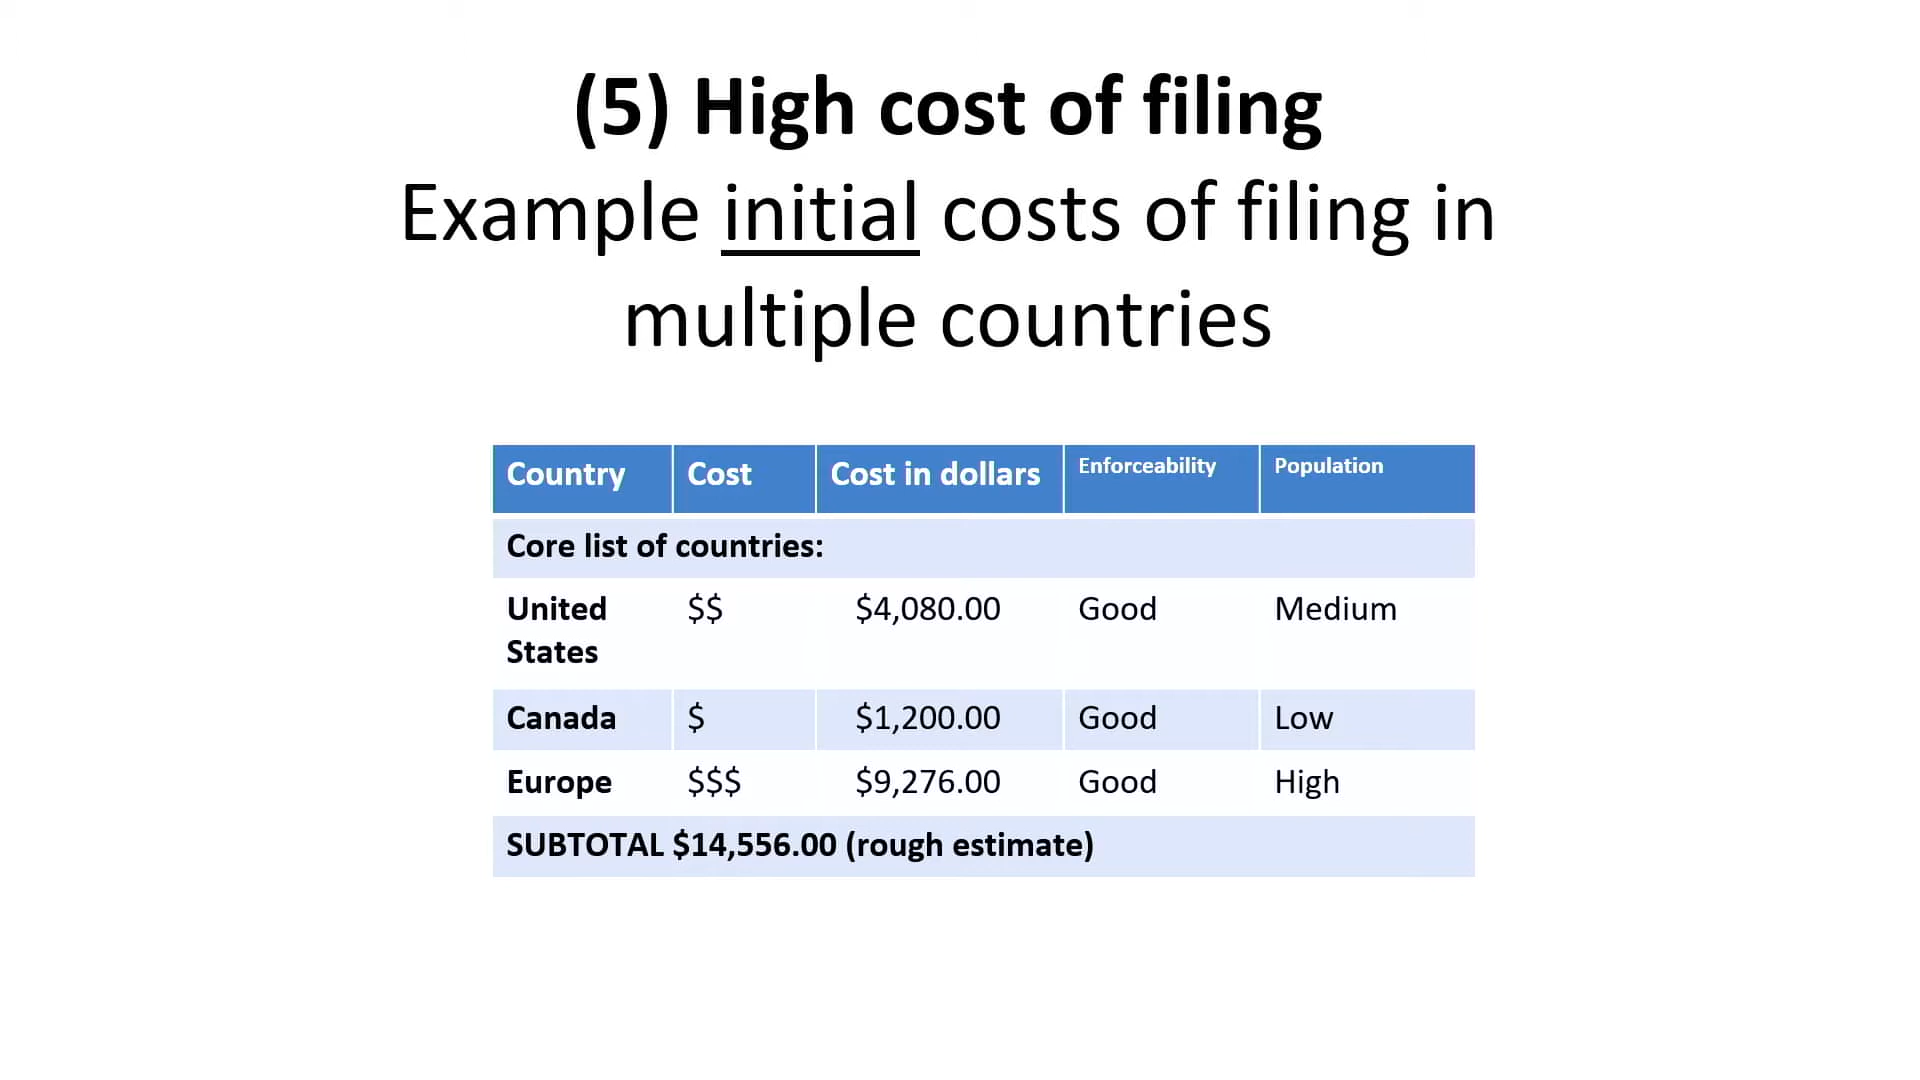 (5) High cost of filing
Example initial costs of filing in
multiple countries
Country Cost Cost in dollars Enforceability Population
Core list of countries:
United States $$ $4,080.00 Good Medium
Canada $ $1,200.00 Good Low
Europe $$$ $9,276.00 Good High
SUBTOTAL $14,556.00 (rough estimate)